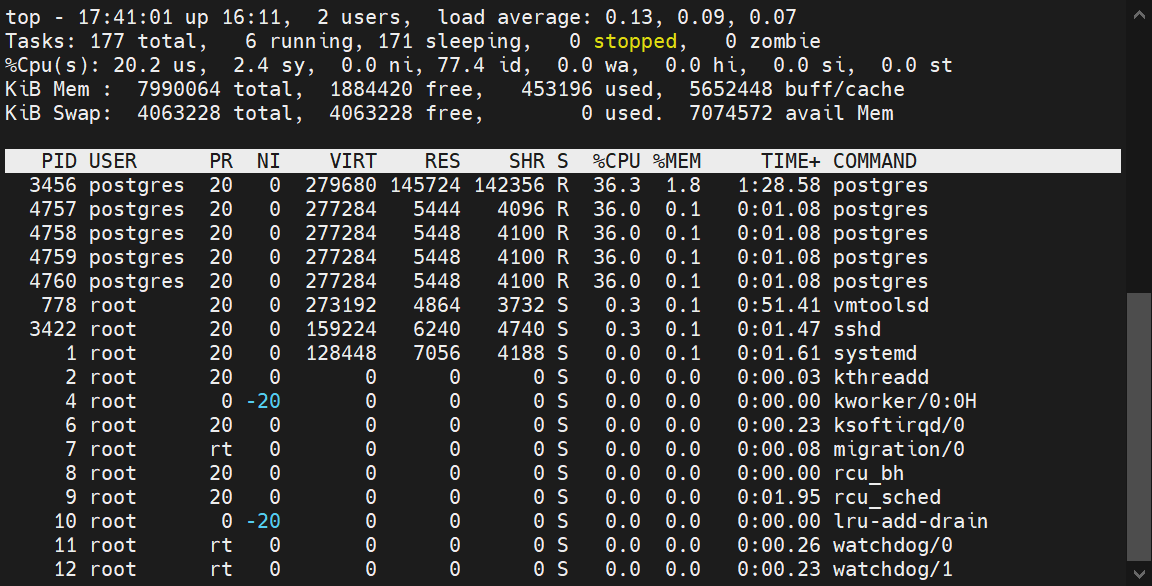 top - 17:41:01 up 16:11,  2 users,  load average: 0.13, 0.09, 0.07
Tasks: 177 total,   6 running, 171 sleeping,   0 stopped,   0 zombie
%Cpu(s): 20.2 us,  2.4 sy,  0.0 ni, 77.4 id,  0.0 wa,  0.0 hi,  0.0 si,  0.0 st
KiB Mem :  7990064 total,  1884420 free,   453196 used,  5652448 buff/cache
KiB Swap:  4063228 total,  4063228 free,        0 used.  7074572 avail Mem
   PID USER      PR  NI    VIRT    RES    SHR S  %CPU %MEM     TIME+ COMMAND
  3456 postgres  20   0  279680 145724 142356 R  36.3  1.8   1:28.58 postgres
  4757 postgres  20   0  277284   5444   4096 R  36.0  0.1   0:01.08 postgres
  4758 postgres  20   0  277284   5448   4100 R  36.0  0.1   0:01.08 postgres
  4759 postgres  20   0  277284   5448   4100 R  36.0  0.1   0:01.08 postgres
  4760 postgres  20   0  277284   5448   4100 R  36.0  0.1   0:01.08 postgres
   778 root      20   0  273192   4864   3732 S   0.3  0.1   0:51.41 vmtoolsd
  3422 root      20   0  159224   6240   4740 S   0.3  0.1   0:01.47 sshd
     1 root      20   0  128448   7056   4188 S   0.0  0.1   0:01.61 systemd
     2 root      20   0       0      0      0 S   0.0  0.0   0:00.03 kthreadd
     4 root       0 -20       0      0      0 S   0.0  0.0   0:00.00 kworker/0:0H
     6 root      20   0       0      0      0 S   0.0  0.0   0:00.23 ksoftirqd/0
     7 root      rt   0       0      0      0 S   0.0  0.0   0:00.08 migration/0
     8 root      20   0       0      0      0 S   0.0  0.0   0:00.00 rcu_bh
     9 root      20   0       0      0      0 S   0.0  0.0   0:01.95 rcu_sched
    10 root       0 -20       0      0      0 S   0.0  0.0   0:00.00 lru-add-drain
    11 root      rt   0       0      0      0 S   0.0  0.0   0:00.26 watchdog/0
    12 root      rt   0       0      0      0 S   0.0  0.0   0:00.23 watchdog/1